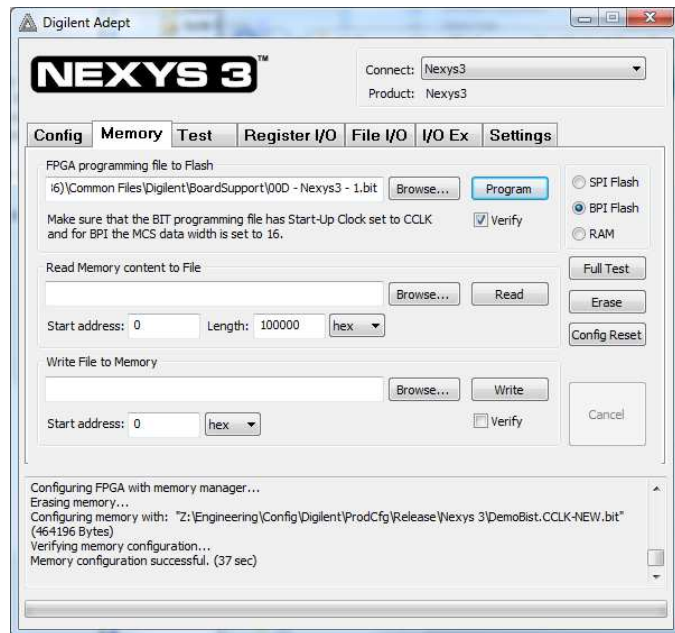 Digilent Adept
NEXYS 3™
Connect: Nexys3
Product: Nexys3
Config Memory Test Register I/O File I/O I/O Ex Settings
FPGA programming file to Flash
36)\Common Files\Digilent\BoardSupport\00D - Nexys3 - 1.bit Browse... Program
Make sure that the BIT programming file has Start-Up Clock set to CCLK
and for BPI the MCS data width is set to 16.
Verify
SPI Flash
BPI Flash
RAM
Read Memory content to File
Browse... Read
Start address: 0 Length: 100000 hex
Full Test
Erase
Config Reset
Write File to Memory
Browse... Write
Start address: 0 hex Verify
Cancel
Configuring FPGA with memory manager...
Erasing memory...
Configuring memory with: "Z:\Engineering\Config\Digilent\ProdCfg\Release\Nexys 3\DemoBist.CCLK-NEW.bit"
(464196 Bytes)
Verifying memory configuration...
Memory configuration successful. (37 sec)